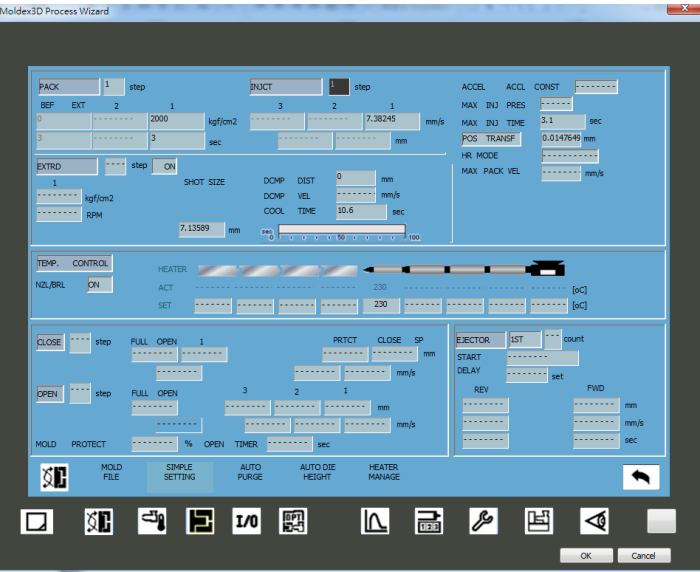 Moldex3D Process Wizard
PACK 1 step INJCT 1 step ACCEL ACCL CONST -------
BEF EXT 2 1 3 2 1 MAX INJ PRES -----
0 ------ 2000 kgf/cm2 ------ ------ 7.38245 mm/s MAX INJ TIME 3.1 sec
3 ------ 3 sec ------ ------ ------ mm POS TRANSF 0.0147649 mm
HR MODE ----------
EXTRD --- step ON MAX PACK VEL ------- mm/s
1 SHOT SIZE DCMP DIST 0 mm
------- kgf/cm2 DCMP VEL ------- mm/s
------- RPM COOL TIME 10.6 sec
7.13589 mm sec 0 50 100
TEMP. CONTROL
HEATER
NZL/BRL ON ACT 230 [oC]
SET ------ ------ ------ ------ 230 ------ ------ ------ ------ [oC]
CLOSE --- step FULL OPEN 1 PRTCT CLOSE SP EJECTOR 1ST -- count
------- ------- ------- ------- mm START -------
------- ------- ------- mm/s DELAY ------- set
OPEN --- step FULL OPEN 3 2 1 REV FWD
------- ------- ------- ------- mm ------- ------- mm
------- ------- ------- ------- mm/s ------- ------- mm/s
MOLD PROTECT ------- % OPEN TIMER ------- sec ------- ------- sec
MOLD FILE
SIMPLE SETTING
AUTO PURGE
AUTO DIE HEIGHT
HEATER MANAGE
I/O OPT
OK Cancel